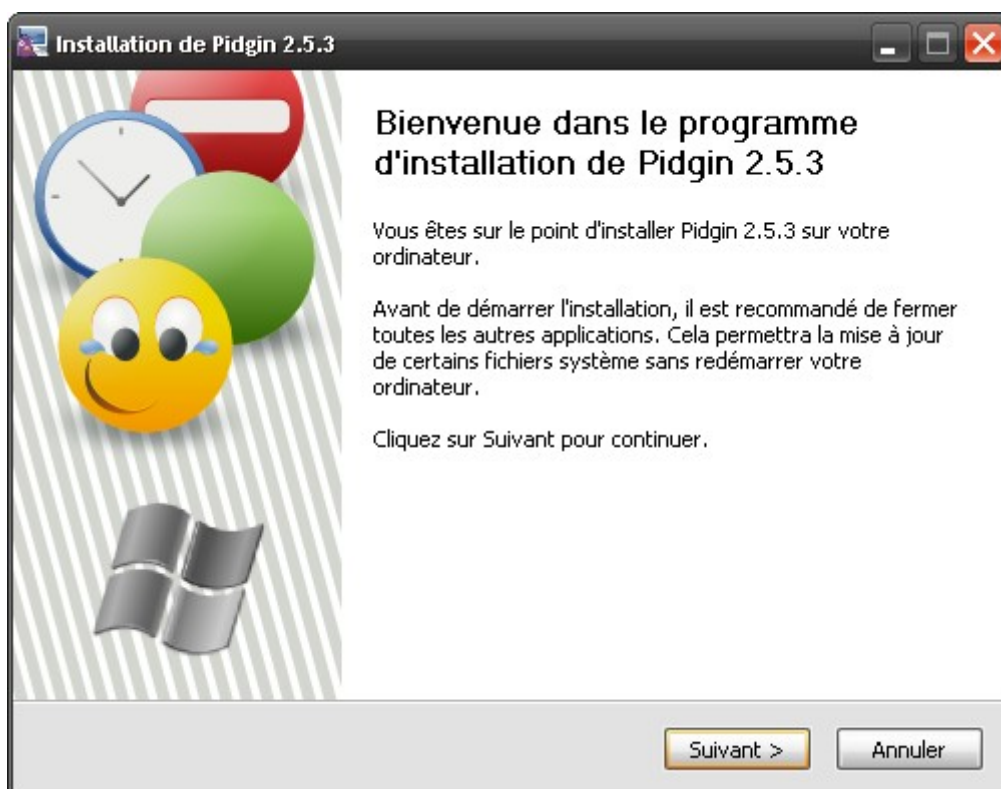 Installation de Pidgin 2.5.3
Bienvenue dans le programme
d'installation de Pidgin 2.5.3
Vous êtes sur le point d'installer Pidgin 2.5.3 sur votre
ordinateur.
Avant de démarrer l'installation, il est recommandé de fermer
toutes les autres applications. Cela permettra la mise à jour
de certains fichiers système sans redémarrer votre
ordinateur.
Cliquez sur Suivant pour continuer.
Suivant >
Annuler